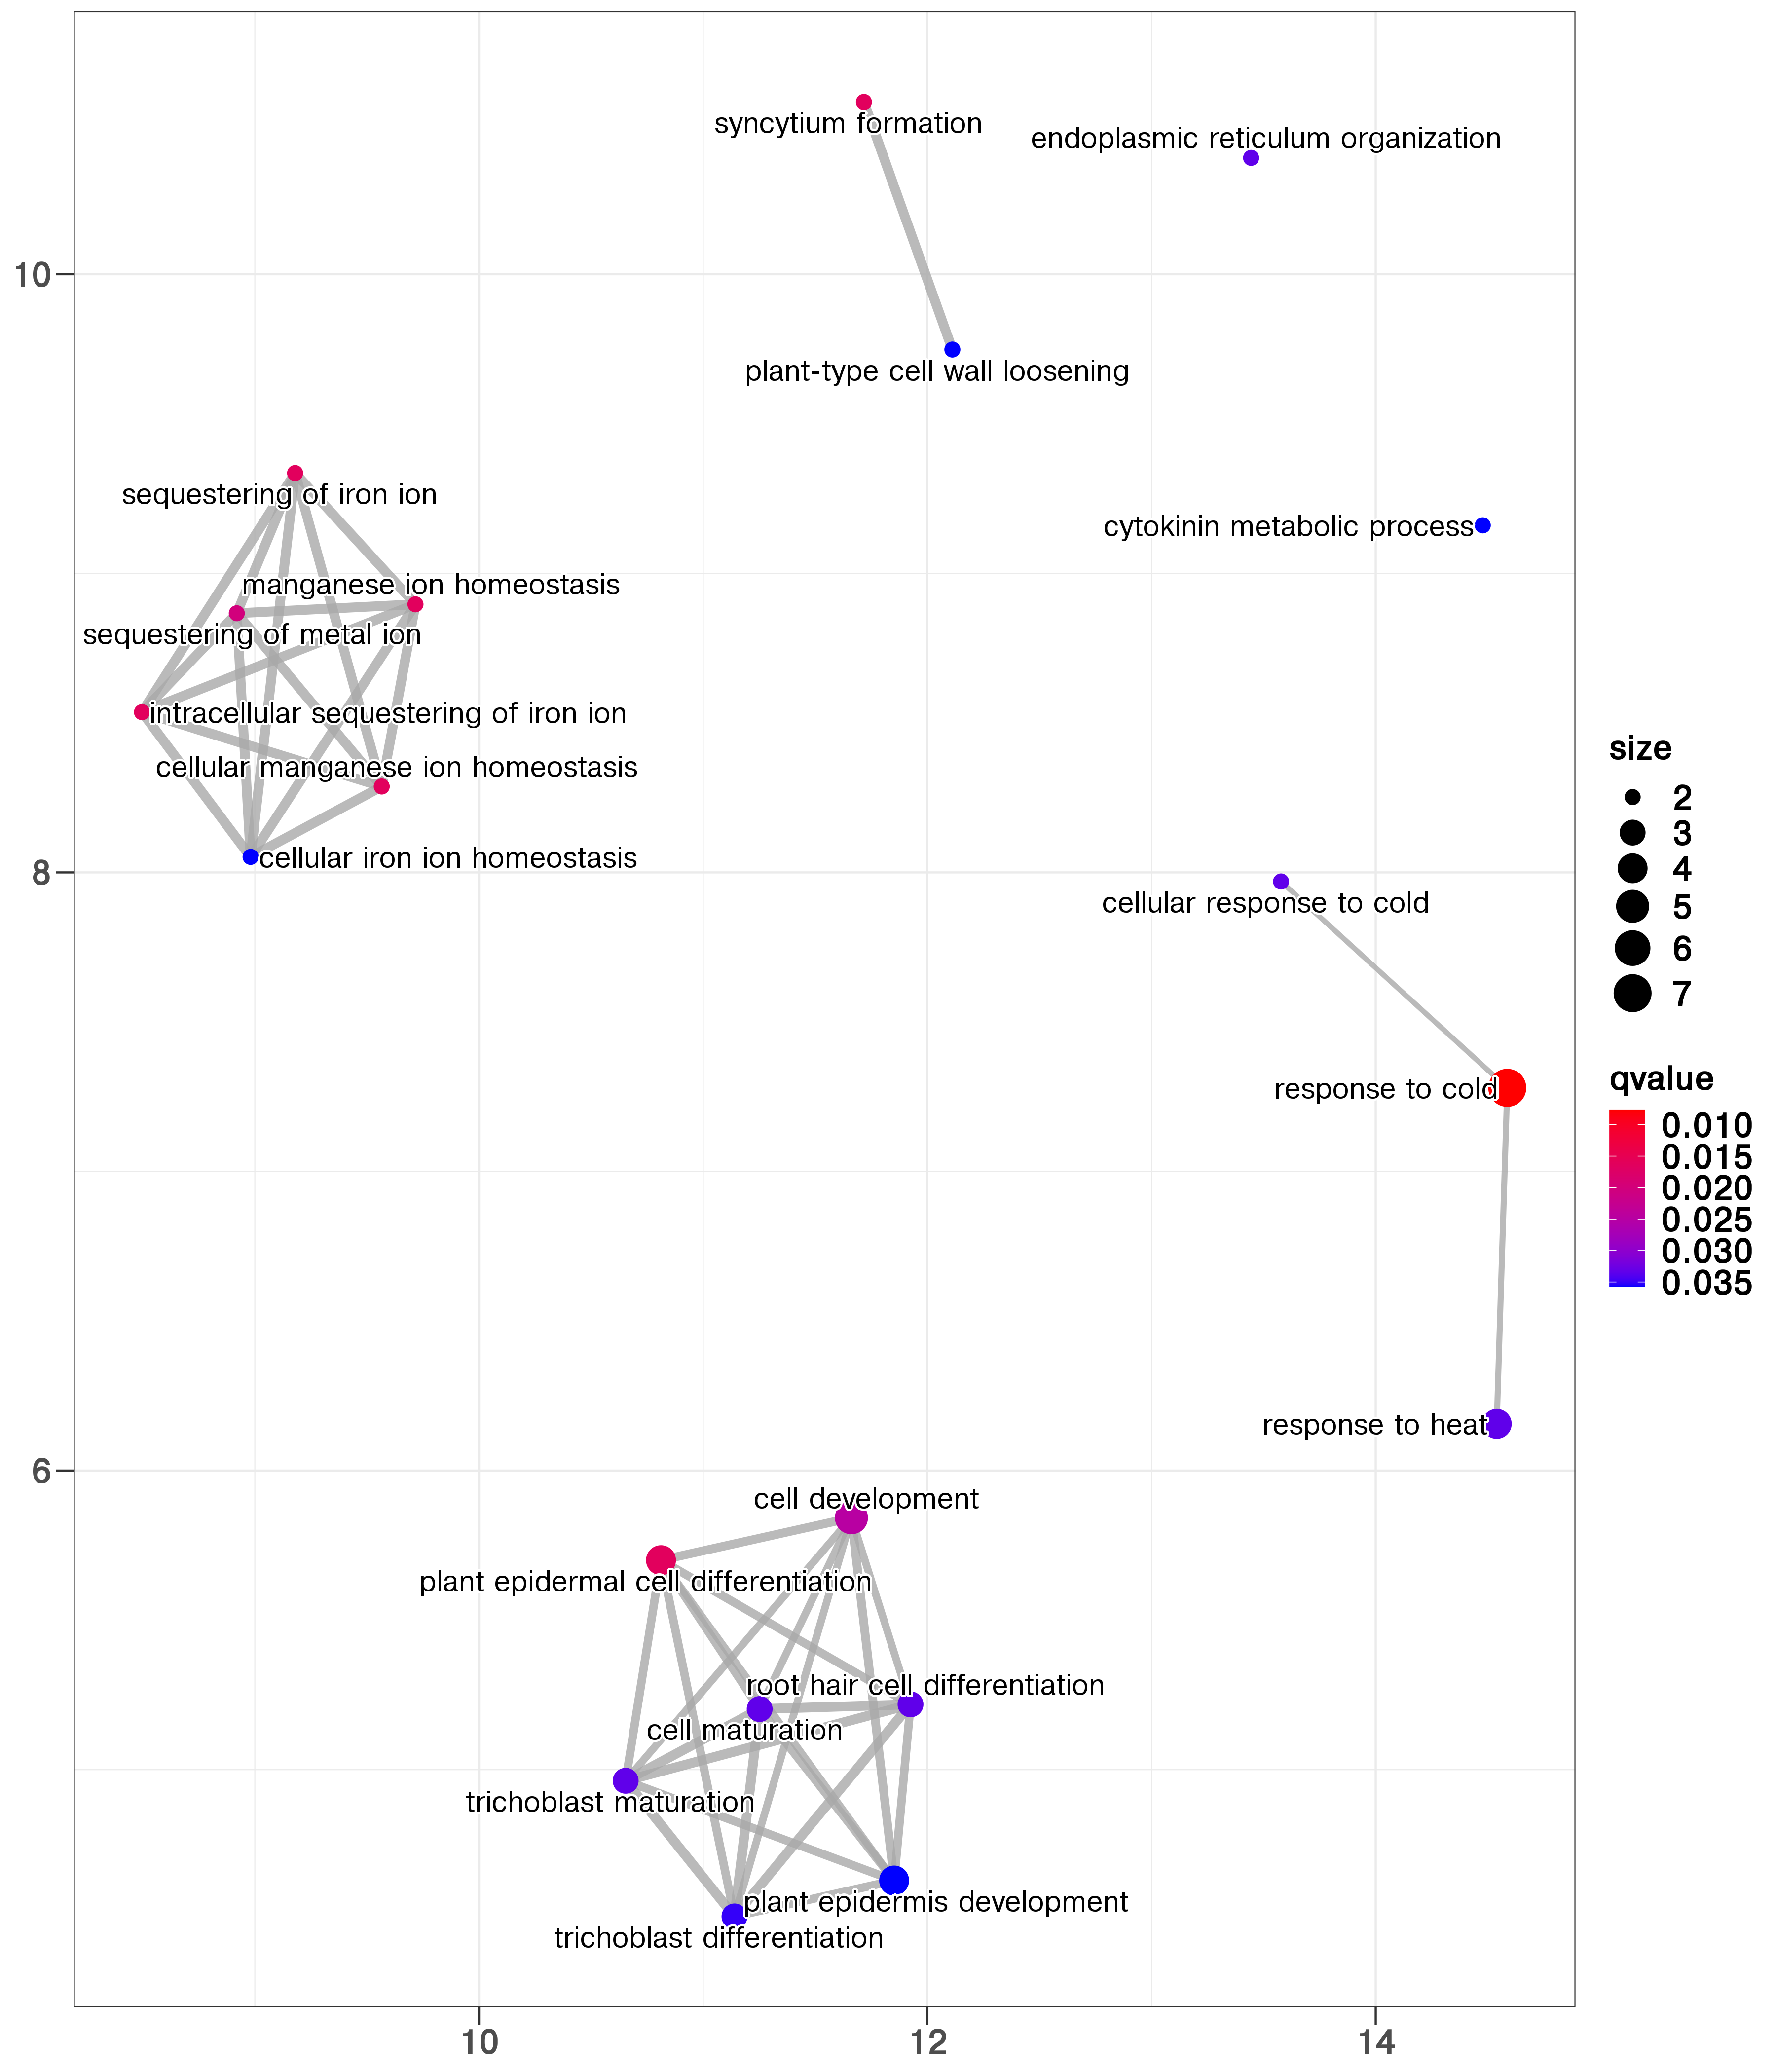 syncytium formation
endoplasmic reticulum organization
10
plant-type cell wall loosening
sequestering of iron ion
cytokinin metabolic process
manganese ion homeostasis
sequestering of metal ion
intracellular sequestering of iron ion
cellular manganese ion homeostasis
cellular iron ion homeostasis
8
cellular response to cold
response to cold
response to heat
6
cell development
plant epidermal cell differentiation
root hair cell differentiation
cell maturation
trichoblast maturation
plant epidermis development
trichoblast differentiation
10
12
14
size
2
3
4
5
6
7
qvalue
0.010
0.015
0.020
0.025
0.030
0.035